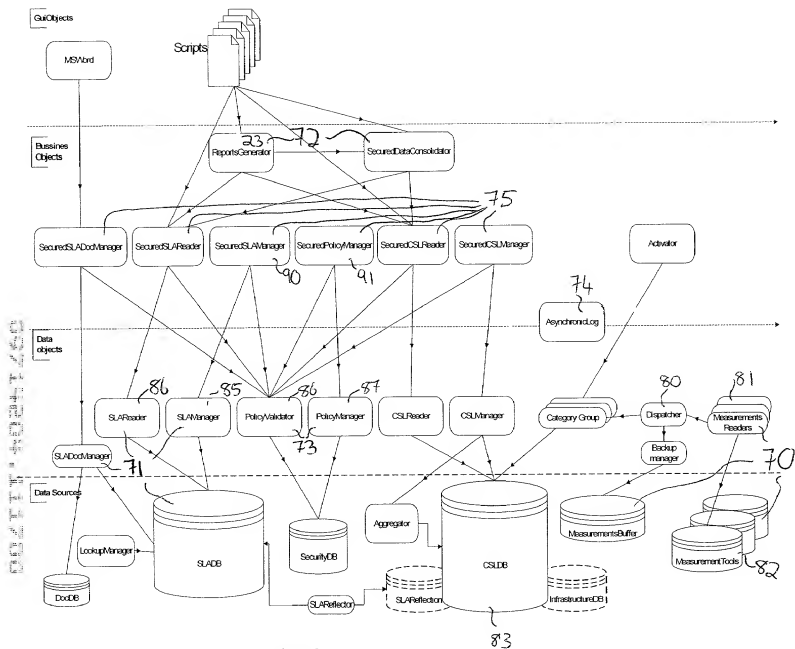 GuiObjects
MSWord
Scripts
Bussines
Objects
23
72
ReportsGenerator
SecuredDataConsolidator
75
SecuredSLADocManager
SecuredSLAReader
SecuredSLAManager
SecuredPolicyManager
SecuredCSLReader
SecuredCSLManager
Activator
90
91
74
AsynchronicLog
Data
objects
86
85
86
87
80
81
SLAReader
SLAManager
PolicyValidator
PolicyManager
CSLReader
CSLManager
Category Group
Dispatcher
Measurements
Readers
73
SLADocManager
71
Backup
manager
70
Data Sources
Aggregator
MeasurementsBuffer
LookupManager
SLADB
SecurityDB
CSLDB
MeasurementTools
82
DocDB
SLAReflector
SLAReflection
InfrastructureDB
83